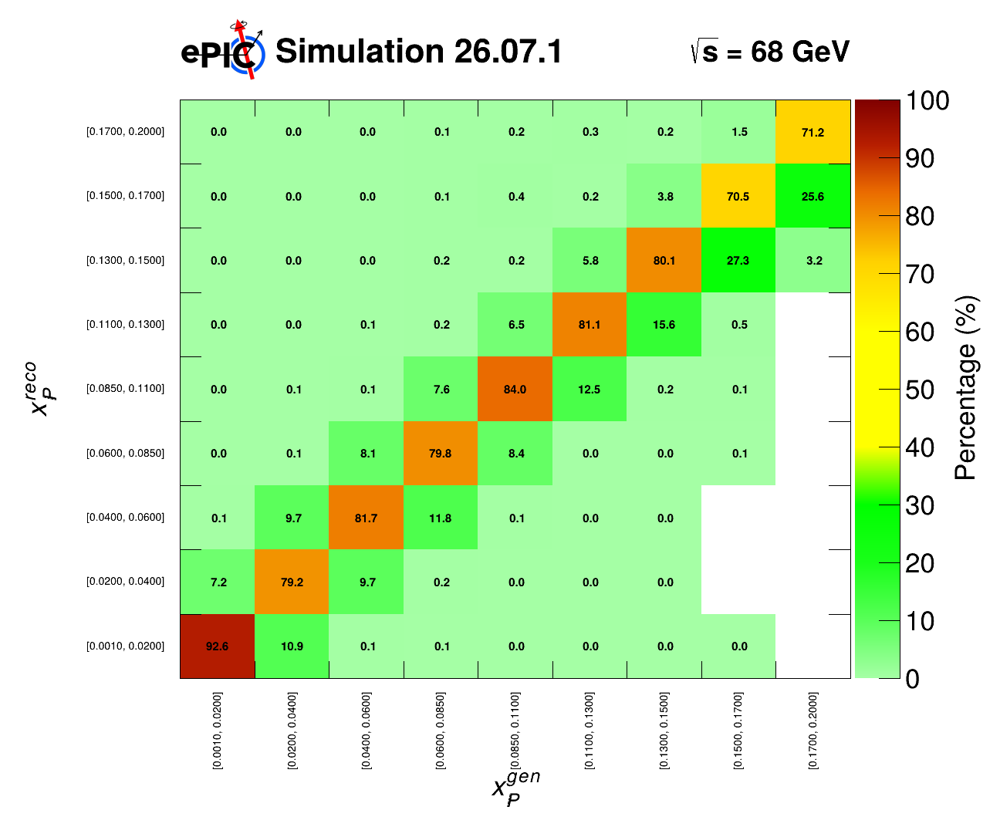 ePIC Simulation 26.07.1 √s = 68 GeV
[0.1700, 0.2000] 0.0 0.0 0.0 0.1 0.2 0.3 0.2 1.5 71.2
[0.1500, 0.1700] 0.0 0.0 0.0 0.1 0.4 0.2 3.8 70.5 25.6
[0.1300, 0.1500] 0.0 0.0 0.0 0.2 0.2 5.8 80.1 27.3 3.2
[0.1100, 0.1300] 0.0 0.0 0.1 0.2 6.5 81.1 15.6 0.5
[0.0850, 0.1100] 0.0 0.1 0.1 7.6 84.0 12.5 0.2 0.1
[0.0600, 0.0850] 0.0 0.1 8.1 79.8 8.4 0.0 0.0 0.1
[0.0400, 0.0600] 0.1 9.7 81.7 11.8 0.1 0.0 0.0
[0.0200, 0.0400] 7.2 79.2 9.7 0.2 0.0 0.0 0.0
[0.0010, 0.0200] 92.6 10.9 0.1 0.1 0.0 0.0 0.0 0.0
[0.0010, 0.0200] [0.0200, 0.0400] [0.0400, 0.0600] [0.0600, 0.0850] [0.0850, 0.1100] [0.1100, 0.1300] [0.1300, 0.1500] [0.1500, 0.1700] [0.1700, 0.2000]
x_P^gen
x_P^reco
100
90
80
70
60
50
40
30
20
10
0
Percentage (%)